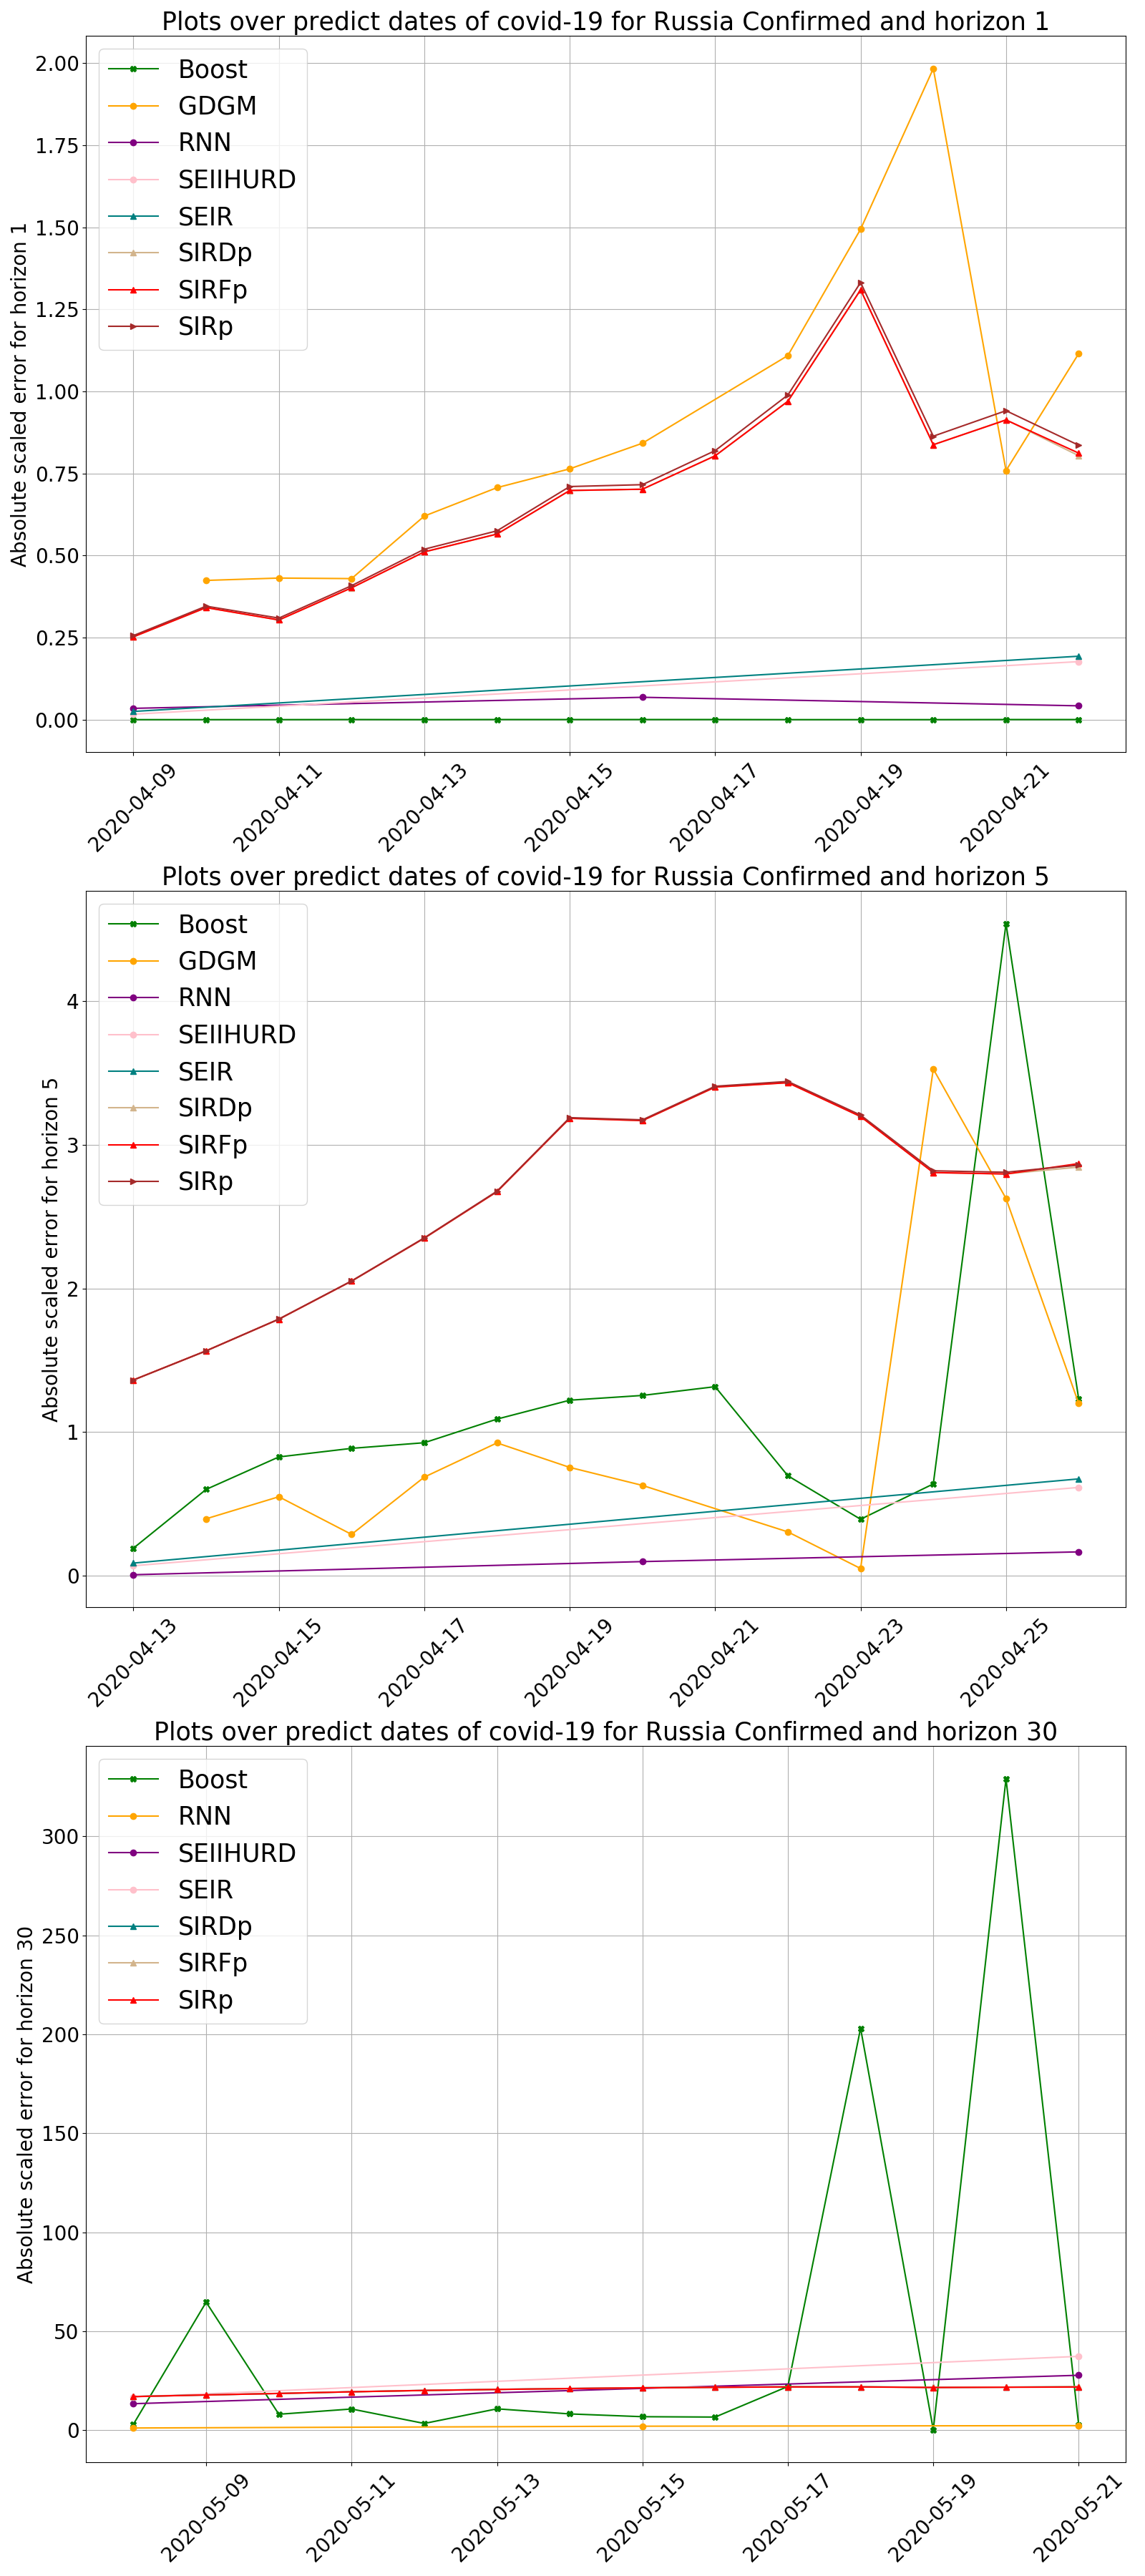 Plots over predict dates of covid-19 for Russia Confirmed and horizon 1
Absolute scaled error for horizon 1
2.00
1.75
1.50
1.25
1.00
0.75
0.50
0.25
0.00
Boost
GDGM
RNN
SEIIHURD
SEIR
SIRDp
SIRFp
SIRp
2020-04-09
2020-04-11
2020-04-13
2020-04-15
2020-04-17
2020-04-19
2020-04-21
Plots over predict dates of covid-19 for Russia Confirmed and horizon 5
Absolute scaled error for horizon 5
4
3
2
1
0
Boost
GDGM
RNN
SEIIHURD
SEIR
SIRDp
SIRFp
SIRp
2020-04-13
2020-04-15
2020-04-17
2020-04-19
2020-04-21
2020-04-23
2020-04-25
Plots over predict dates of covid-19 for Russia Confirmed and horizon 30
Absolute scaled error for horizon 30
300
250
200
150
100
50
0
Boost
RNN
SEIIHURD
SEIR
SIRDp
SIRFp
SIRp
2020-05-09
2020-05-11
2020-05-13
2020-05-15
2020-05-17
2020-05-19
2020-05-21